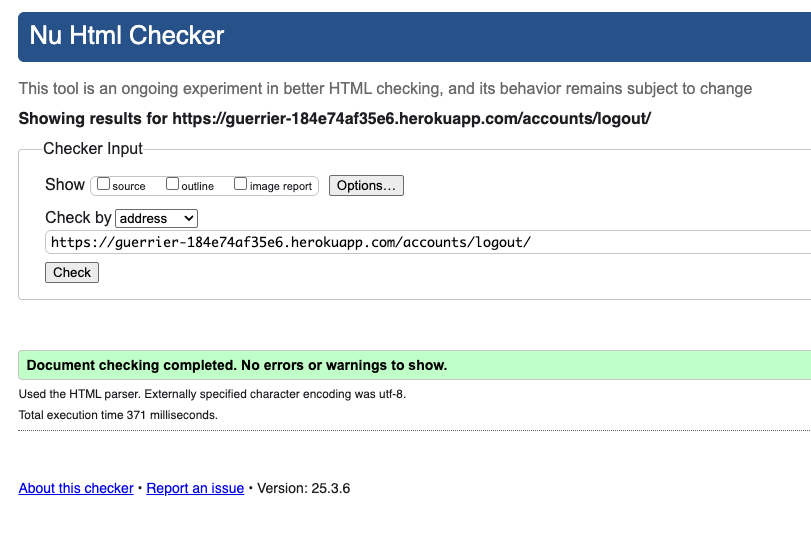 Nu Html Checker
This tool is an ongoing experiment in better HTML checking, and its behavior remains subject to change
Showing results for https://guerrier-184e74af35e6.herokuapp.com/accounts/logout/
Checker Input
Show source outline image report Options…
Check by address
https://guerrier-184e74af35e6.herokuapp.com/accounts/logout/
Check
Document checking completed. No errors or warnings to show.
Used the HTML parser. Externally specified character encoding was utf-8.
Total execution time 371 milliseconds.
About this checker • Report an issue • Version: 25.3.6